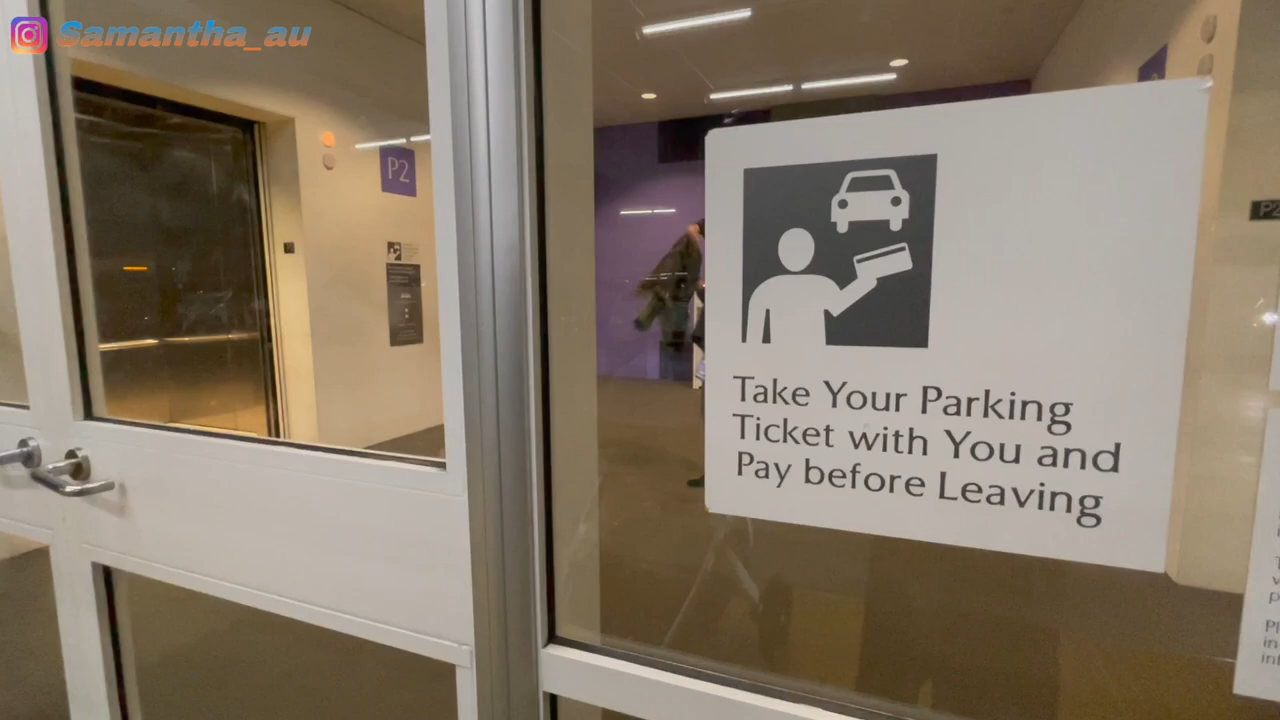 Samantha_au
P2
Take Your Parking
Ticket with You and
Pay before Leaving